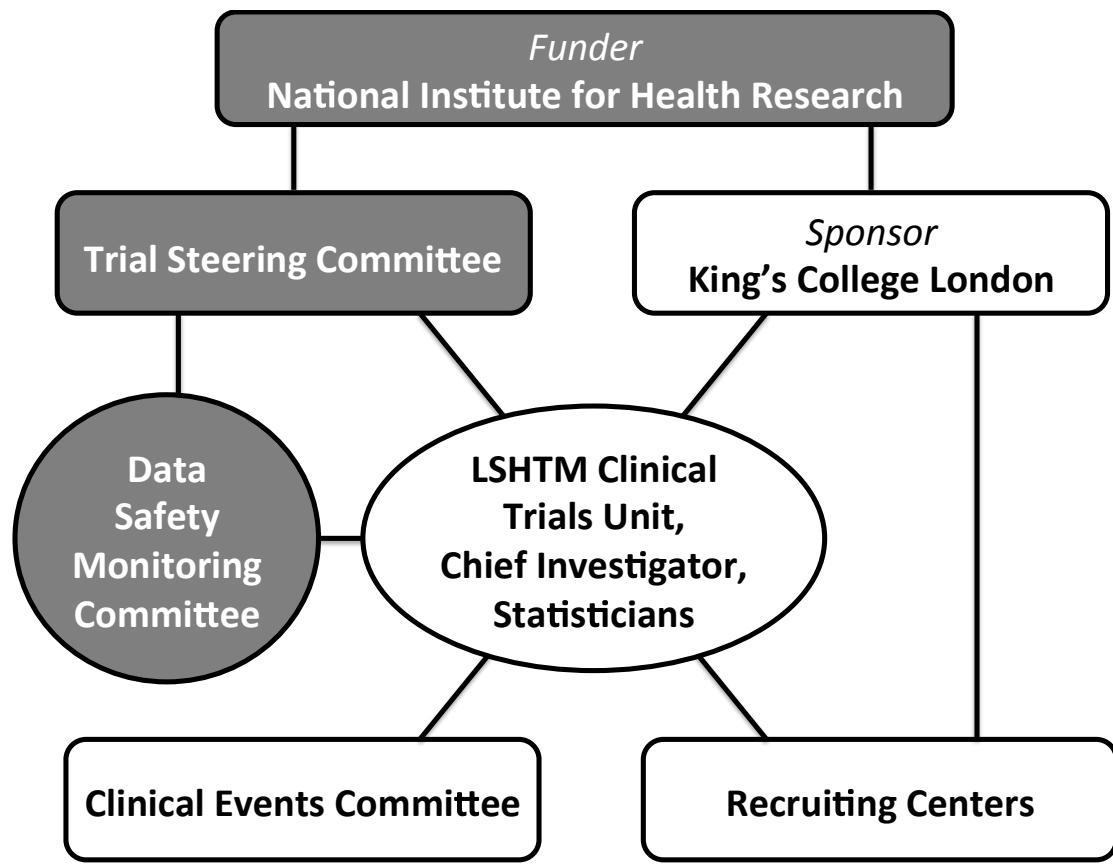 Funder
National Institute for Health Research
Trial Steering Committee
Sponsor
King’s College London
Data
Safety
Monitoring
Committee
LSHTM Clinical
Trials Unit,
Chief Investigator,
Statisticians
Clinical Events Committee
Recruiting Centers